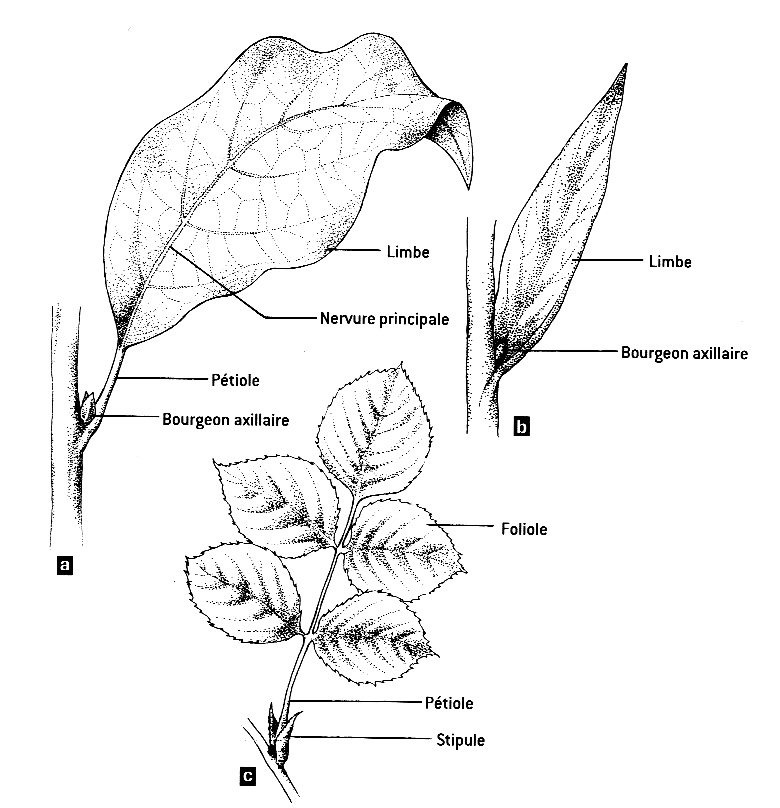 Limbe
Nervure principale
Pétiole
Bourgeon axillaire
a
Limbe
Bourgeon axillaire
b
Foliole
Pétiole
Stipule
c